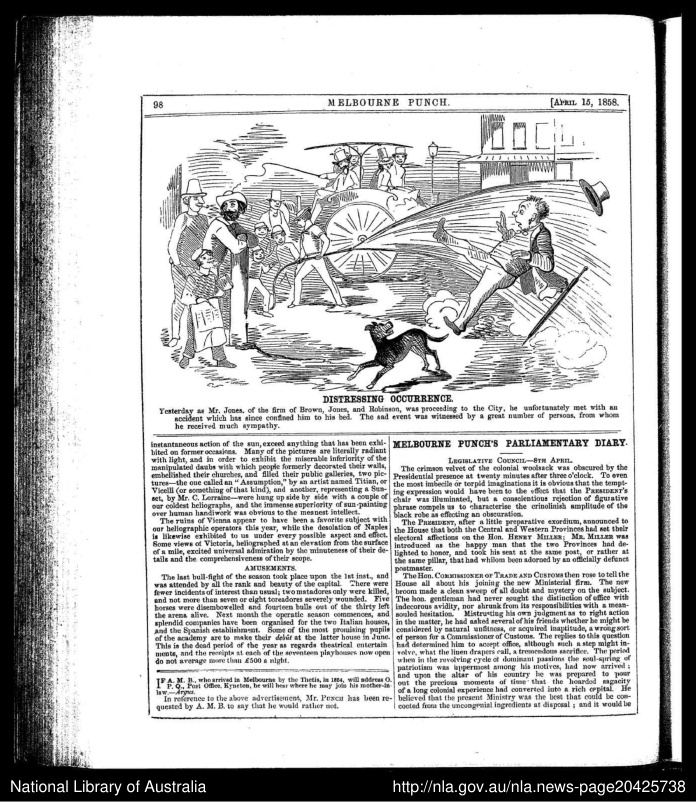 98
MELBOURNE PUNCH.
[APRIL 15, 1858.
DISTRESSING OCCURRENCE.
Yesterday as Mr. Jones, of the firm of Brown, Jones, and Robinson, was proceeding to the City, he unfortunately met with an
accident which has since confined him to his bed. The sad event was witnessed by a great number of persons, from whom
he received much sympathy.
instantaneous action of the sun, exceed anything that has been exhi-
bited on former occasions. Many of the pictures are literally radiant
with light, and in order to exhibit the miserable inferiority of the
manipulated daubs with which people formerly decorated their walls,
embellished their churches, and filled their public galleries, two pic-
tures—the one called an "Assumption," by an artist named Titian, or
Vicelli (or something of that kind), and another, representing a Sun-
set, by Mr. C. Lorraine—were hung up side by side with a couple of
our coldest heliographs, and the immense superiority of sun-painting
over human handiwork was obvious to the meanest intellect.
The ruins of Vienna appear to have been a favorite subject with
our heliographic operators this year, while the desolation of Naples
is likewise exhibited to us under every possible aspect and effect.
Some views of Victoria, heliographed at an elevation from the surface
of a mile, excited universal admiration by the minuteness of their de-
tails and the comprehensiveness of their scope.
AMUSEMENTS.
The last bull-fight of the season took place upon the 1st inst., and
was attended by all the rank and beauty of the capital. There were
fewer incidents of interest than usual; two matadores only were killed,
and not more than seven or eight toreadores severely wounded. Five
horses were disembowelled and fourteen bulls out of the thirty left
the arena alive. Next month the operatic season commences, and
splendid companies have been organised for the two Italian houses,
and the Spanish establishment. Some of the most promising pupils
of the academy are to make their début at the latter house in June.
This is the dead period of the year as regards theatrical entertain
ments, and the receipts at each of the seventeen playhouses now open
do not average more than £500 a night.
IF A. M. B., who arrived in Melbourne by the Thetis, in 1854, will address O.
P. Q., Post Office, Kyneton, he will hear where he may join his mother-in-
law.—Argus.
In reference to the above advertisement, Mr. PUNCH has been re-
quested by A. M. B. to say that he would rather not.
MELBOURNE PUNCH'S PARLIAMENTARY DIARY.
LEGISLATIVE COUNCIL—8TH APRIL.
The crimson velvet of the colonial woolsack was obscured by the
Presidential presence at twenty minutes after three o'clock. To even
the most imbecile or torpid imaginations it is obvious that the tempt-
ing expression would have been to the effect that the PRESIDENT'S
chair was illuminated, but a conscientious rejection of figurative
phrase compels us to characterise the crinolinish amplitude of the
black robe as effecting an obscuration.
The PRESIDENT, after a little preparative exordium, announced to
the House that both the Central and Western Provinces had set their
electoral affections on the Hon. HENRY MILLER; MR. MILLER was
introduced as the happy man that the two Provinces had de-
lighted to honor, and took his seat at the same post, or rather at
the same pillar, that had whilom been adorned by an officially defunct
postmaster.
The Hon. COMMISSIONER OF TRADE AND CUSTOMS then rose to tell the
House all about his joining the new Ministerial firm. The new
broom made a clean sweep of all doubt and mystery on the subject.
The hon. gentleman had never sought the distinction of office with
indecorous avidity, nor shrunk from its responsibilities with a mean-
souled hesitation. Mistrusting his own judgment as to right action
in the matter, he had asked several of his friends whether he might be
considered by natural unfitness, or acquired inaptitude, a wrong sort
of person for a Commissioner of Customs. The replies to this question
had determined him to accept office, although such a step might in-
volve, what the linen drapers call, a tremendous sacrifice. The period
when in the revolving cycle of dominant passions the soul-spring of
patriotism was uppermost among his motives, had now arrived;
and upon the altar of his country he was prepared to pour
out the precious moments of time that the hoarded sagacity
of a long colonial experience had converted into a rich capital. He
believed that the present Ministry was the best that could be con-
cocted from the uncongenial ingredients at disposal; and it would be
National Library of Australia
http://nla.gov.au/nla.news-page20425738